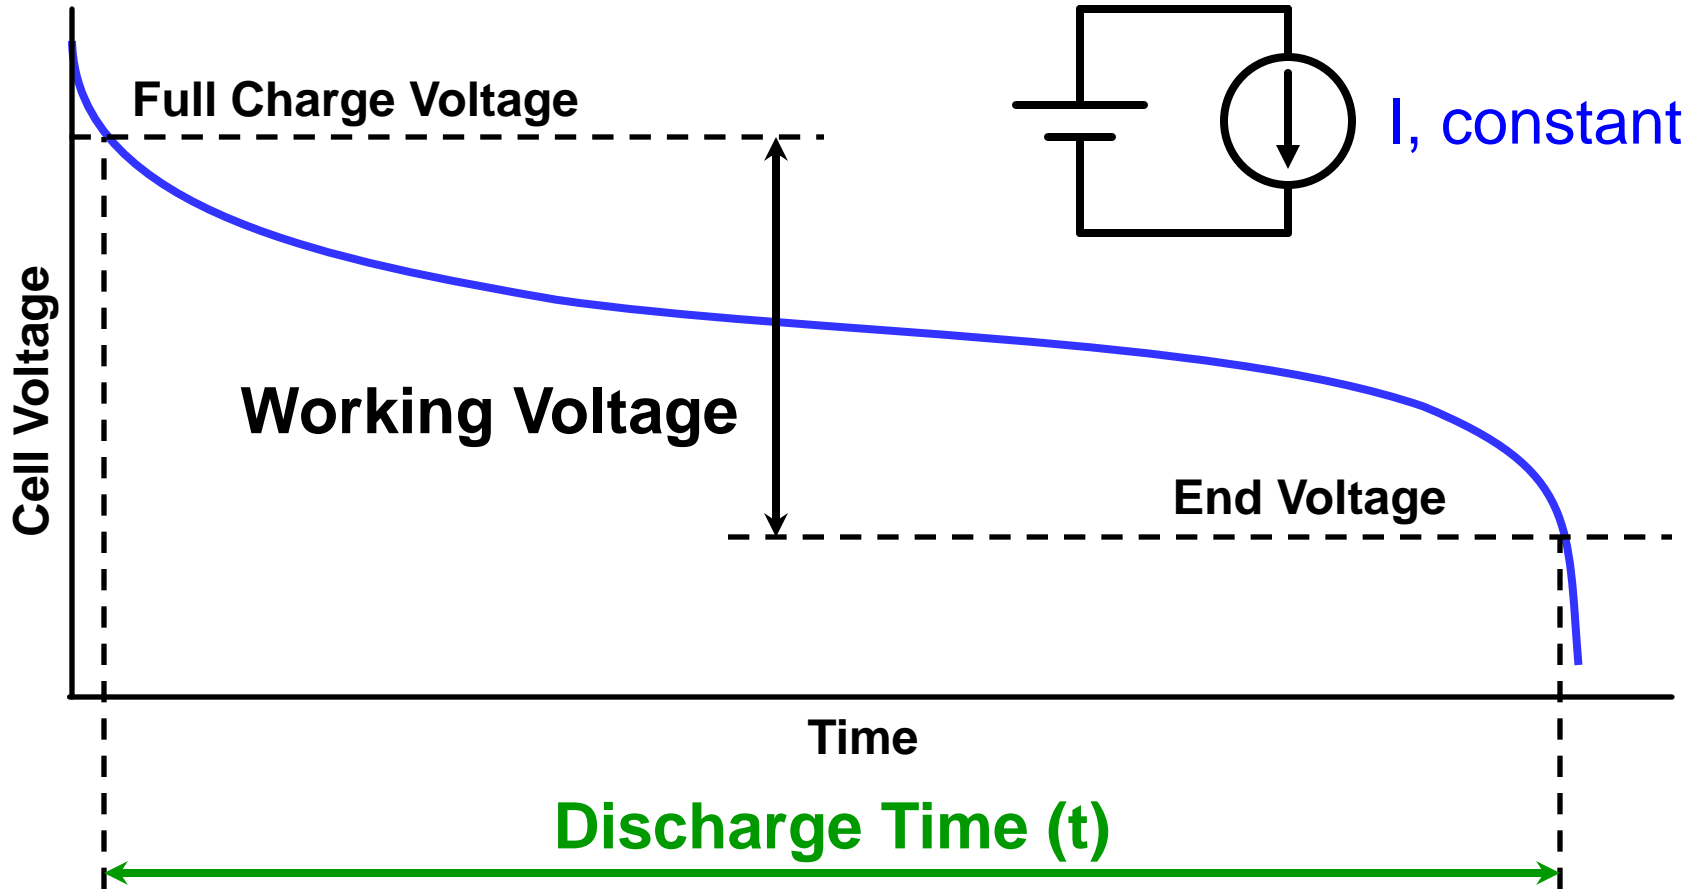 Full Charge Voltage
I, constant
Cell Voltage
Working Voltage
End Voltage
Time
Discharge Time (t)